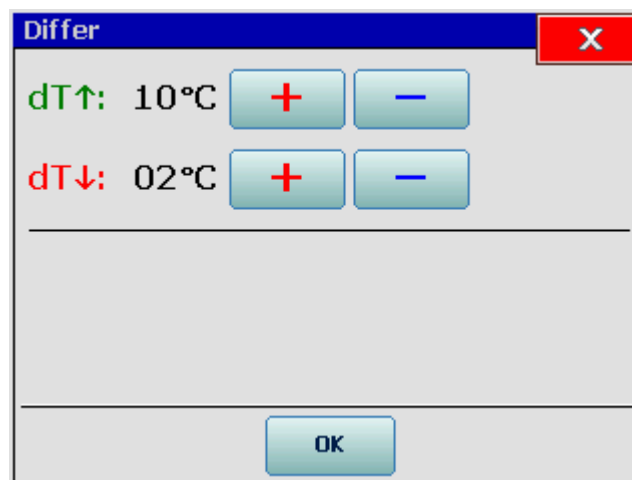 Differ X
dT↑: 10°C + −
dT↓: 02°C + −
OK